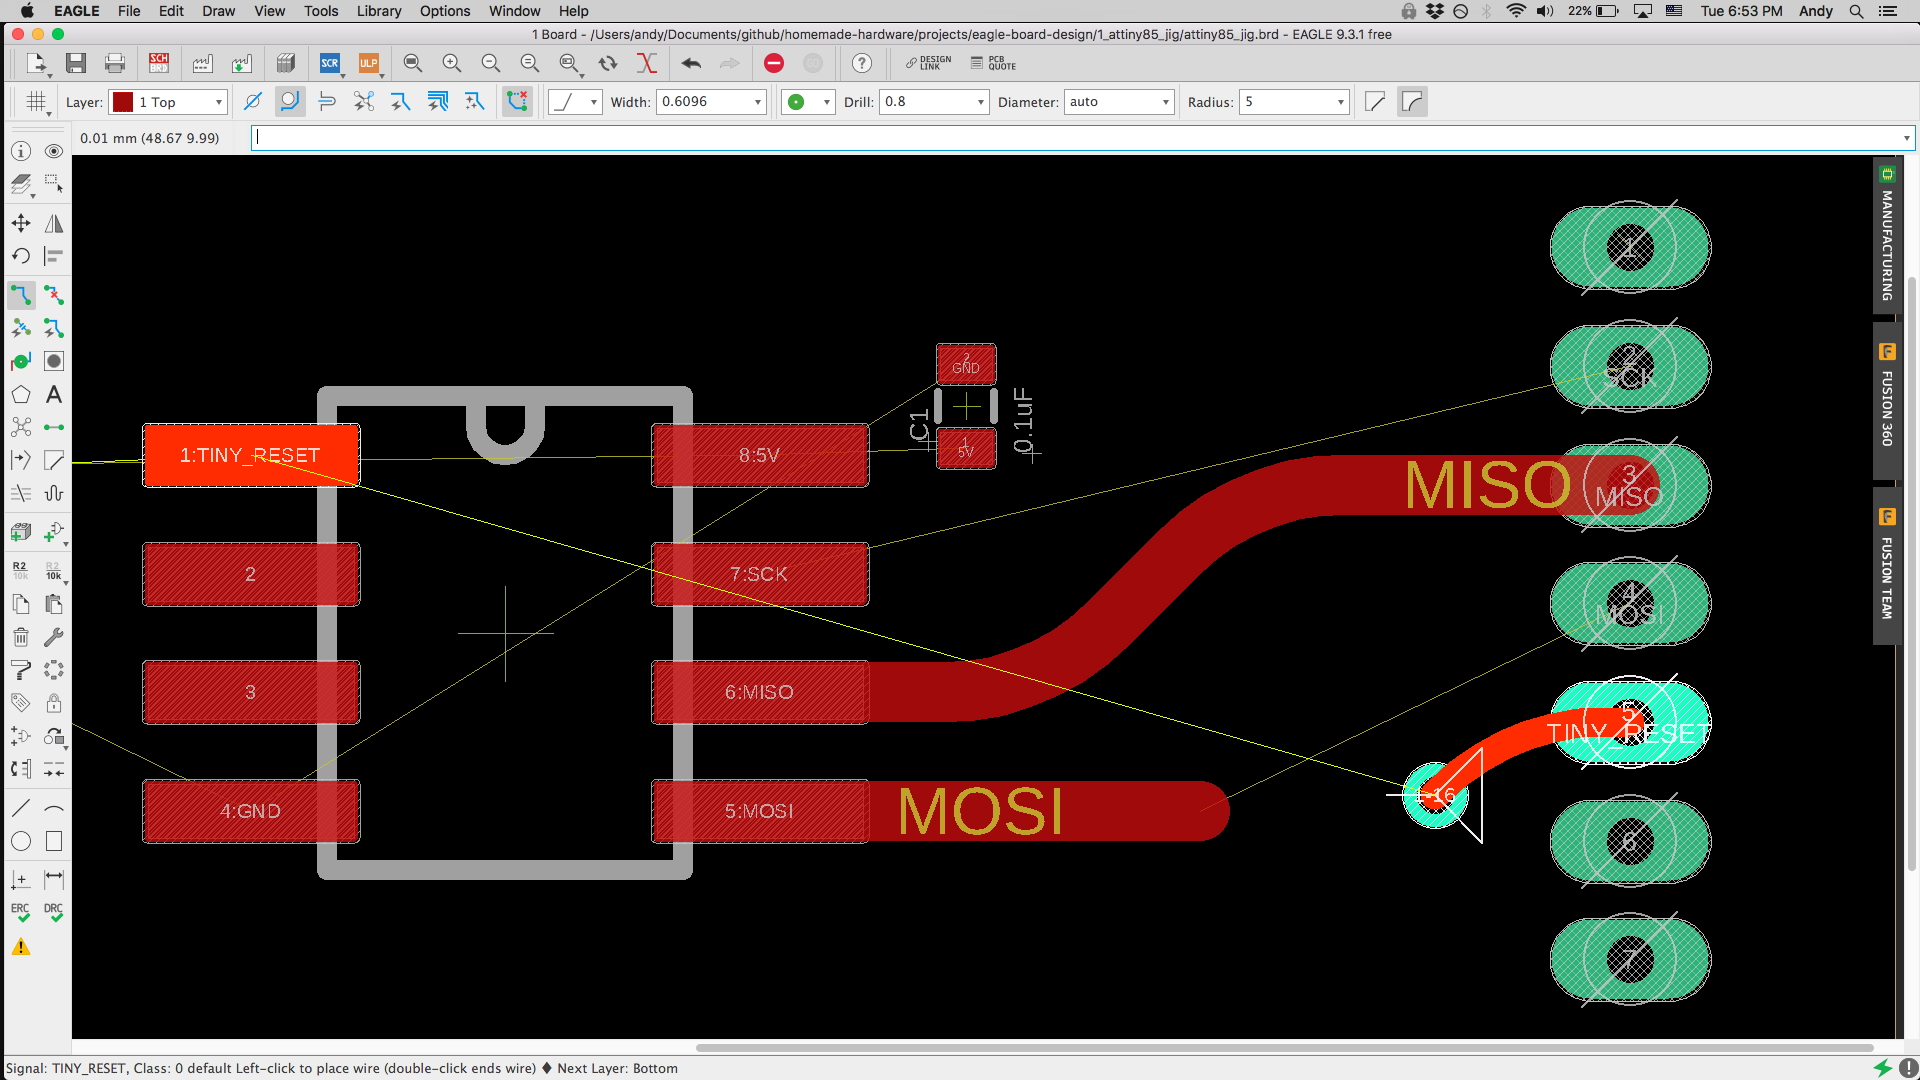 EAGLE File Edit Draw View Tools Library Options Window Help 22% Tue 6:53 PM Andy
1 Board - /Users/andy/Documents/github/homemade-hardware/projects/eagle-board-design/1_attiny85_jig/attiny85_jig.brd - EAGLE 9.3.1 free
SCH BRD SCR ULP DESIGN LINK PCB QUOTE
Layer: 1 Top Width: 0.6096 Drill: 0.8 Diameter: auto Radius: 5
0.01 mm (48.67 9.99)
MANUFACTURING
FUSION 360
FUSION TEAM
R2 10k R2 10k
ERC DRC
1:TINY_RESET
2
3
4:GND
8:5V
7:SCK
6:MISO
5:MOSI
MOSI
2
GND
C1
0.1uF
1
5V
MISO
1
2
SCK
3
MISO
4
MOSI
5
TINY_RESET
1-16
6
7
Signal: TINY_RESET, Class: 0 default Left-click to place wire (double-click ends wire) ♦ Next Layer: Bottom